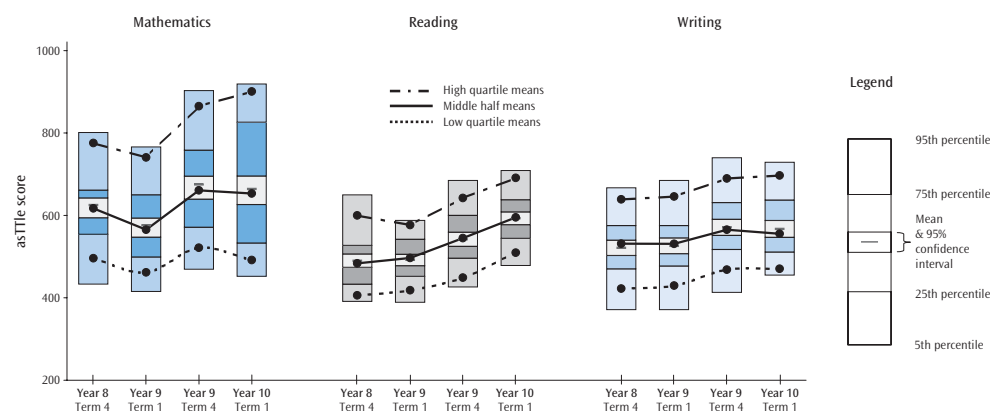 Mathematics
Reading
Writing
asTTle score
1000
800
600
400
200
High quartile means
Middle half means
Low quartile means
Legend
95th percentile
75th percentile
Mean
& 95%
confidence
interval
25th percentile
5th percentile
Year 8
Term 4
Year 9
Term 1
Year 9
Term 4
Year 10
Term 1
Year 8
Term 4
Year 9
Term 1
Year 9
Term 4
Year 10
Term 1
Year 8
Term 4
Year 9
Term 1
Year 9
Term 4
Year 10
Term 1